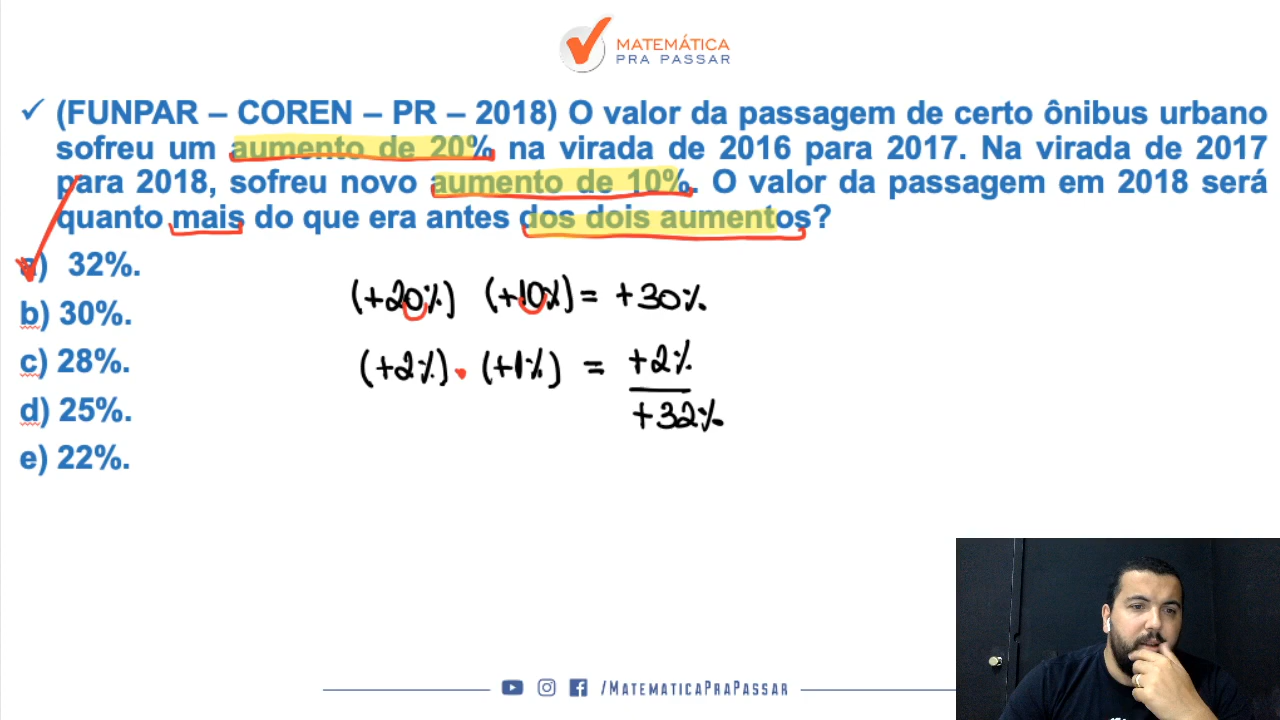 MATEMÁTICA
PRA PASSAR
✓ (FUNPAR – COREN – PR – 2018) O valor da passagem de certo ônibus urbano
sofreu um aumento de 20% na virada de 2016 para 2017. Na virada de 2017
para 2018, sofreu novo aumento de 10%. O valor da passagem em 2018 será
quanto mais do que era antes dos dois aumentos?
a) 32%.
b) 30%.
c) 28%.
d) 25%.
e) 22%.
(+20%) (+10%) = +30%
(+2%) • (+1%) = +2%
+32%
/MATEMATICAPRAPASSAR